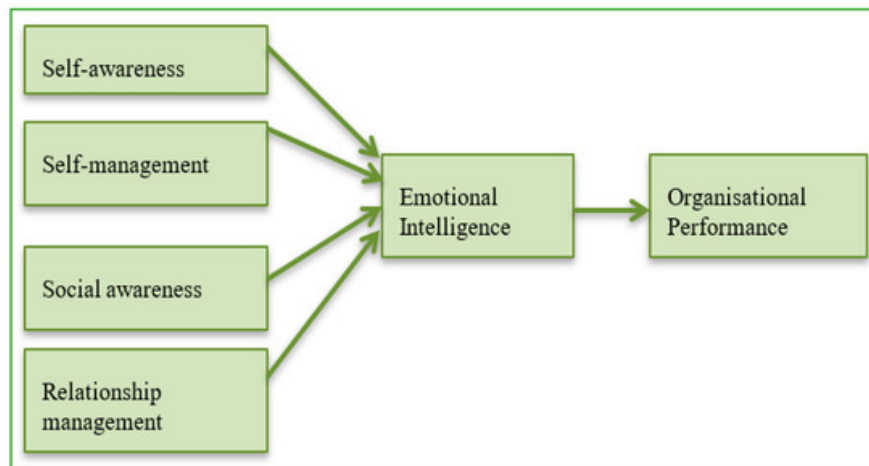 Self-awareness
Self-management
Social awareness
Relationship
management
Emotional
Intelligence
Organisational
Performance